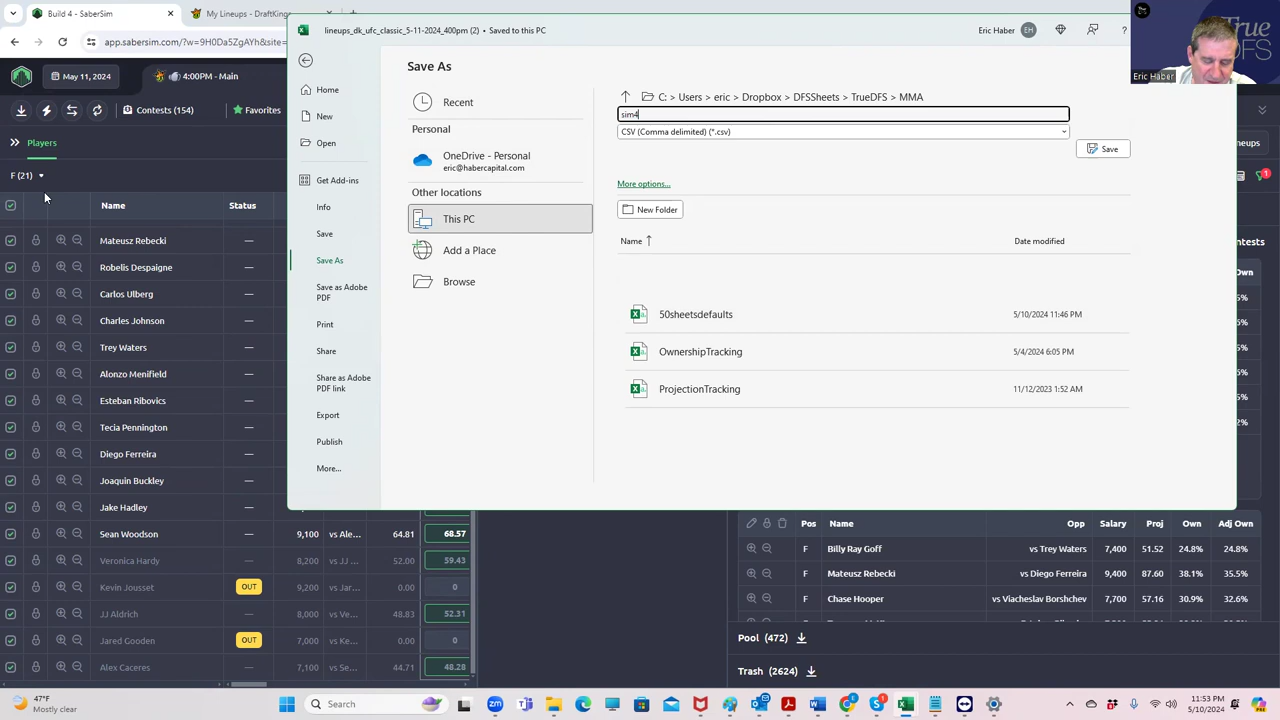 Build 4 - SaberSim
My Lineups - DraftKings
app.sabersim.com/?w=9H0Da5ZgAYh&site=
May 11, 2024
4:00PM - Main
Favorites
Players
F (21)
Name
Status
Mateusz Rebecki
Robelis Despaigne
Carlos Ulberg
Charles Johnson
Trey Waters
Alonzo Menifield
Esteban Ribovics
Tecia Pennington
Diego Ferreira
Joaquin Buckley
Jake Hadley
Sean Woodson — 9,100 vs Ale... 64.81 68.57
Veronica Hardy — 8,200 vs JJ ... 52.00 59.43
Kevin Jousset OUT — vs Jar... 0.00 0
JJ Aldrich — 8,000 vs Ve... 48.83 52.31
Jared Gooden OUT 7,000 vs Ke... 0.00 0
Alex Caceres — 7,100 vs Se... 44.71 48.28
lineups_dk_ufc_classic_5-11-2024_400pm (2) • Saved to this PC
Eric Haber
EH
?
Home
New
Open
Get Add-ins
Info
Save
Save As
Save as Adobe
PDF
Print
Share
Share as Adobe
PDF link
Export
Publish
More...
Save As
Recent
Personal
OneDrive - Personal
eric@habercapital.com
Other locations
This PC
Add a Place
Browse
C: > Users > eric > Dropbox > DFSSheets > TrueDFS > MMA
sim4
CSV (Comma delimited) (*.csv)
Save
More options...
New Folder
Name
Date modified
50sheetsdefaults 5/10/2024 11:46 PM
OwnershipTracking 5/4/2024 6:05 PM
ProjectionTracking 11/12/2023 1:52 AM
True
DFS
Eric Haber
1
Own
Pos Name Opp Salary Proj Own Adj Own
F Billy Ray Goff vs Trey Waters 7,400 51.52 24.8% 24.8%
F Mateusz Rebecki vs Diego Ferreira 9,400 87.60 38.1% 35.5%
F Chase Hooper vs Viacheslav Borshchev 7,700 57.16 30.9% 32.6%
Pool (472)
Trash (2624)
47°F
Mostly clear
Search
11:53 PM
5/10/2024